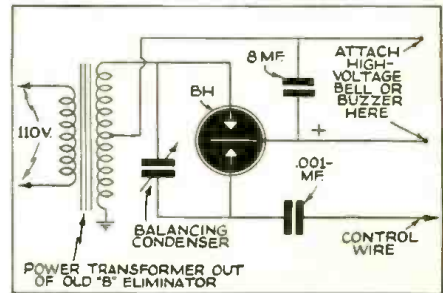 110V.
8 MF.
BH
+
ATTACH
HIGH-
VOLTAGE
BELL OR
BUZZER
HERE
.001-
MF.
BALANCING
CONDENSER
CONTROL
WIRE
POWER TRANSFORMER OUT
OF OLD "B" ELIMINATOR